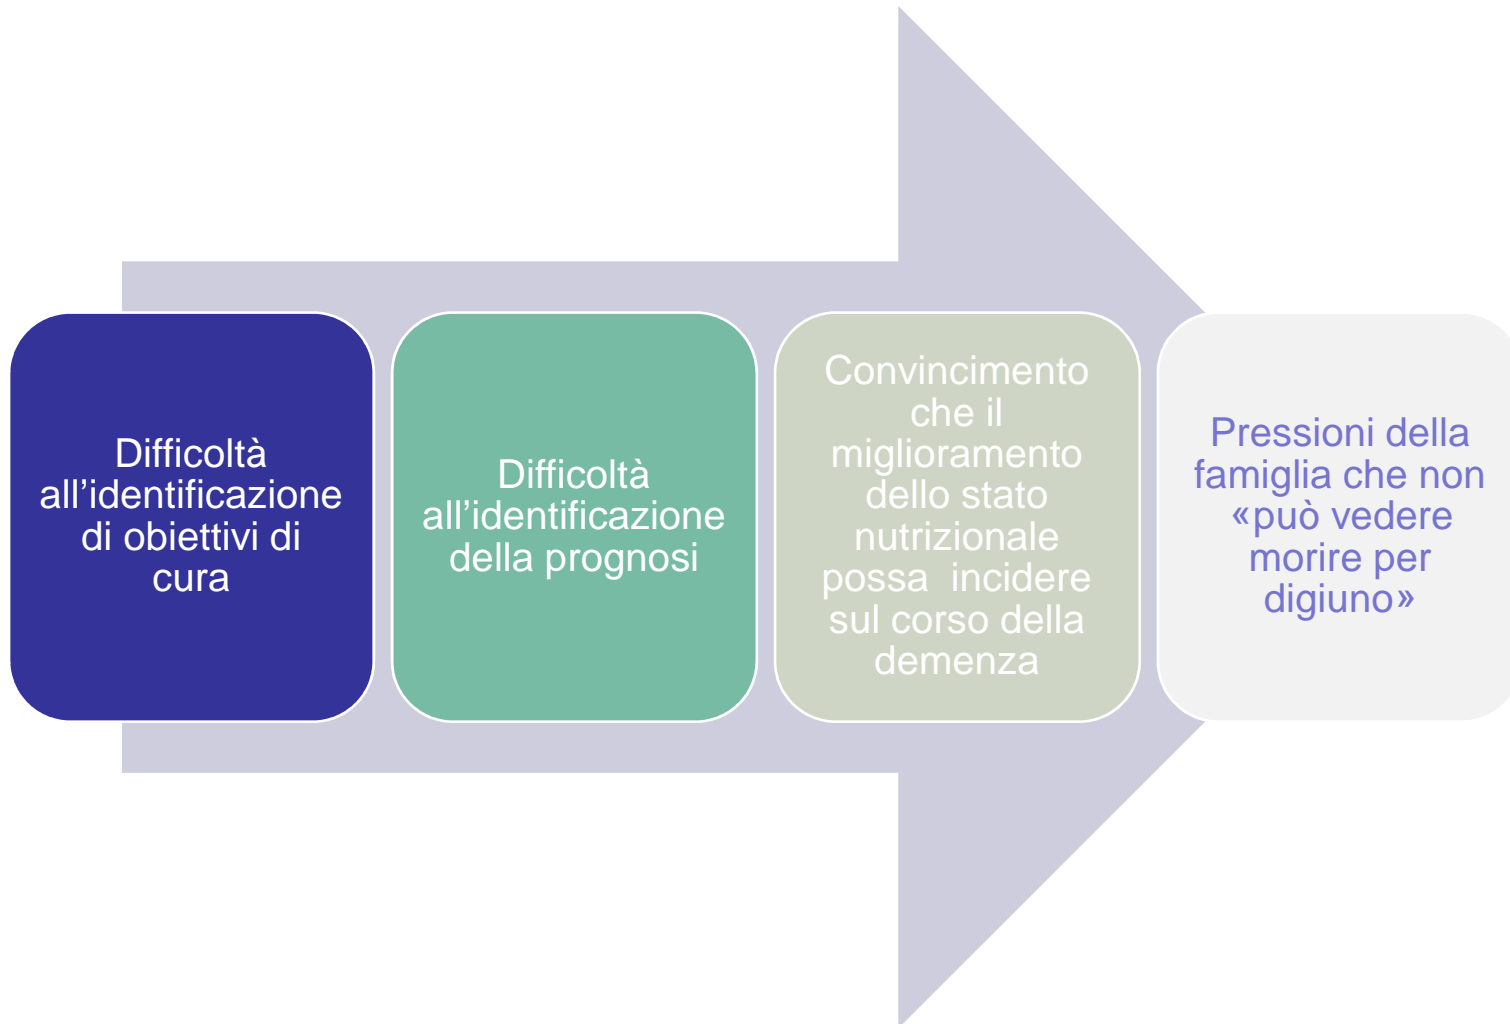 Difficoltà
all’identificazione
di obiettivi di
cura
Difficoltà
all’identificazione
della prognosi
Convincimento
che il
miglioramento
dello stato
nutrizionale
possa  incidere
sul corso della
demenza
Pressioni della
famiglia che non
«può vedere
morire per
digiuno»